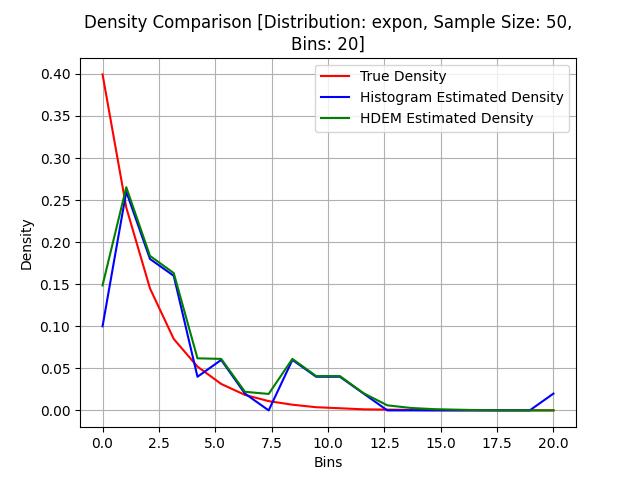 Density Comparison [Distribution: expon, Sample Size: 50,
Bins: 20]
True Density
Histogram Estimated Density
HDEM Estimated Density
Density
0.40
0.35
0.30
0.25
0.20
0.15
0.10
0.05
0.00
0.0 2.5 5.0 7.5 10.0 12.5 15.0 17.5 20.0
Bins